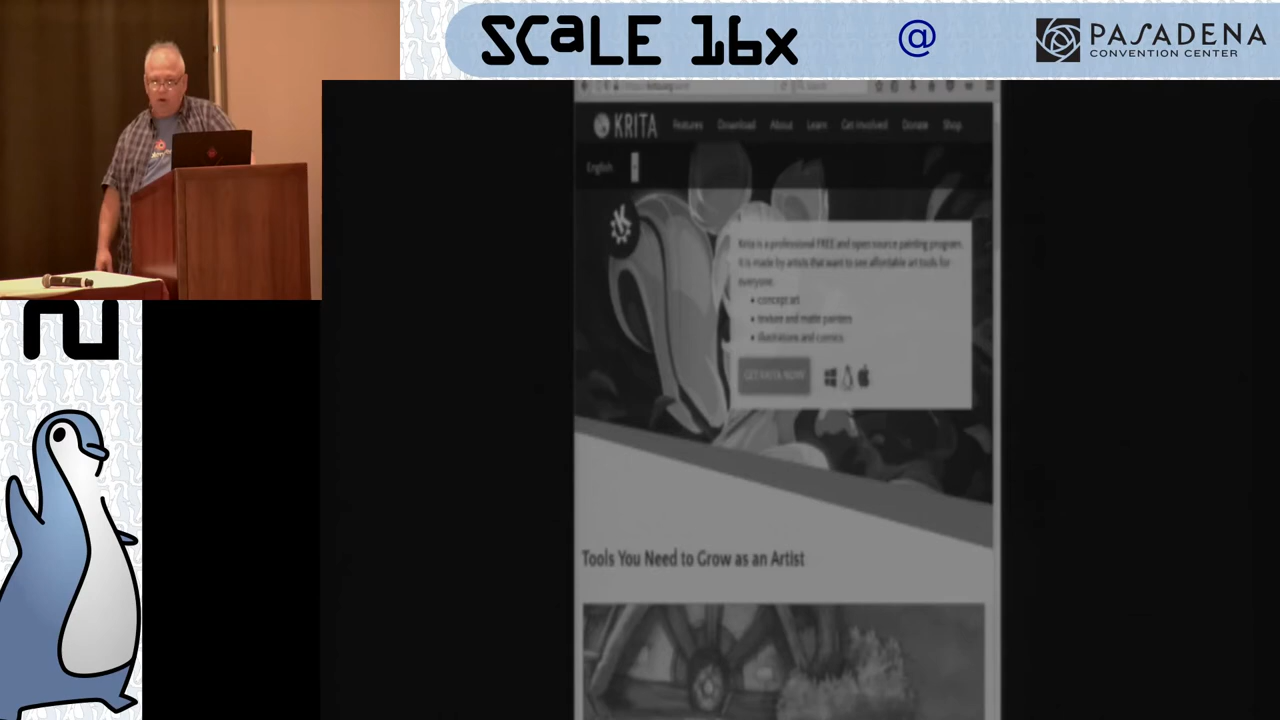 SCALE 16x
@
PASADENA
CONVENTION CENTER
KRITA
Features Download About Learn Get Involved Donate Shop
English
Krita is a professional FREE and open source painting program.
It is made by artists that want to see affordable art tools for
everyone.
• concept art
• texture and matte painters
• illustrations and comics
GET KRITA NOW
Tools You Need to Grow as an Artist
2